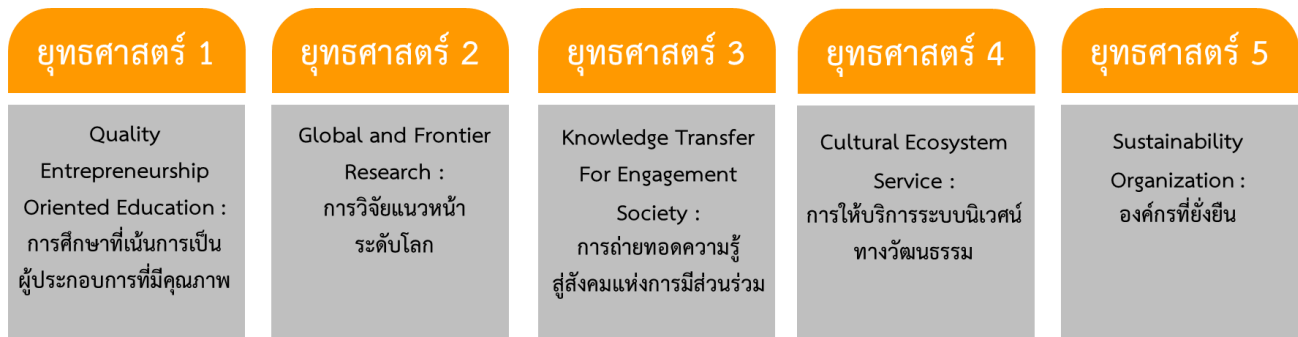 ยุทธศาสตร์ 1
Quality
Entrepreneurship
Oriented Education :
การศึกษาที่เน้นการเป็น
ผู้ประกอบการที่มีคุณภาพ
ยุทธศาสตร์ 2
Global and Frontier
Research :
การวิจัยแนวหน้า
ระดับโลก
ยุทธศาสตร์ 3
Knowledge Transfer
For Engagement
Society :
การถ่ายทอดความรู้
สู่สังคมแห่งการมีส่วนร่วม
ยุทธศาสตร์ 4
Cultural Ecosystem
Service :
การให้บริการระบบนิเวศน์
ทางวัฒนธรรม
ยุทธศาสตร์ 5
Sustainability
Organization :
องค์กรที่ยั่งยืน